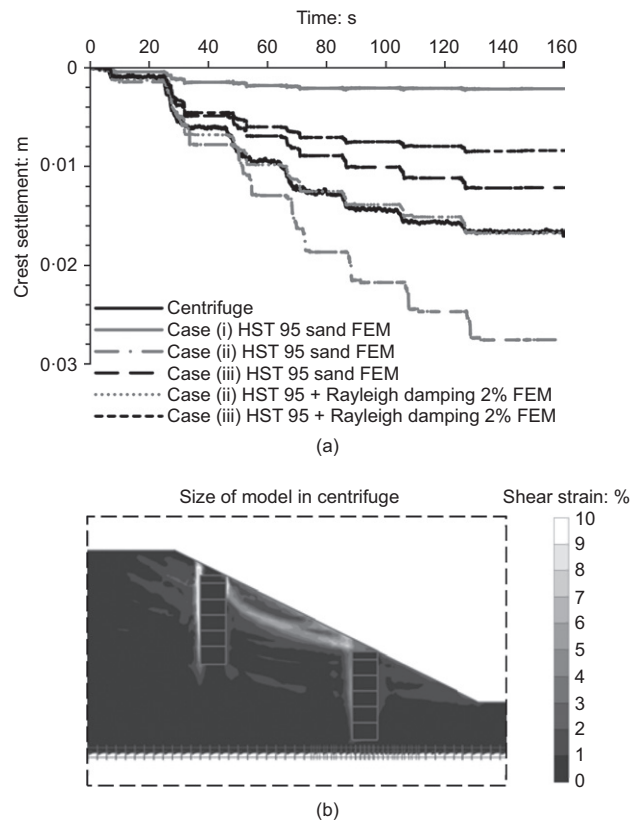 Time: s
0 20 40 60 80 100 120 140 160
Crest settlement: m
0
0·01
0·02
0·03
Centrifuge
Case (i) HST 95 sand FEM
Case (ii) HST 95 sand FEM
Case (iii) HST 95 sand FEM
Case (ii) HST 95 + Rayleigh damping 2% FEM
Case (iii) HST 95 + Rayleigh damping 2% FEM
(a)
Size of model in centrifuge
Shear strain: %
10
9
8
7
6
5
4
3
2
1
0
(b)